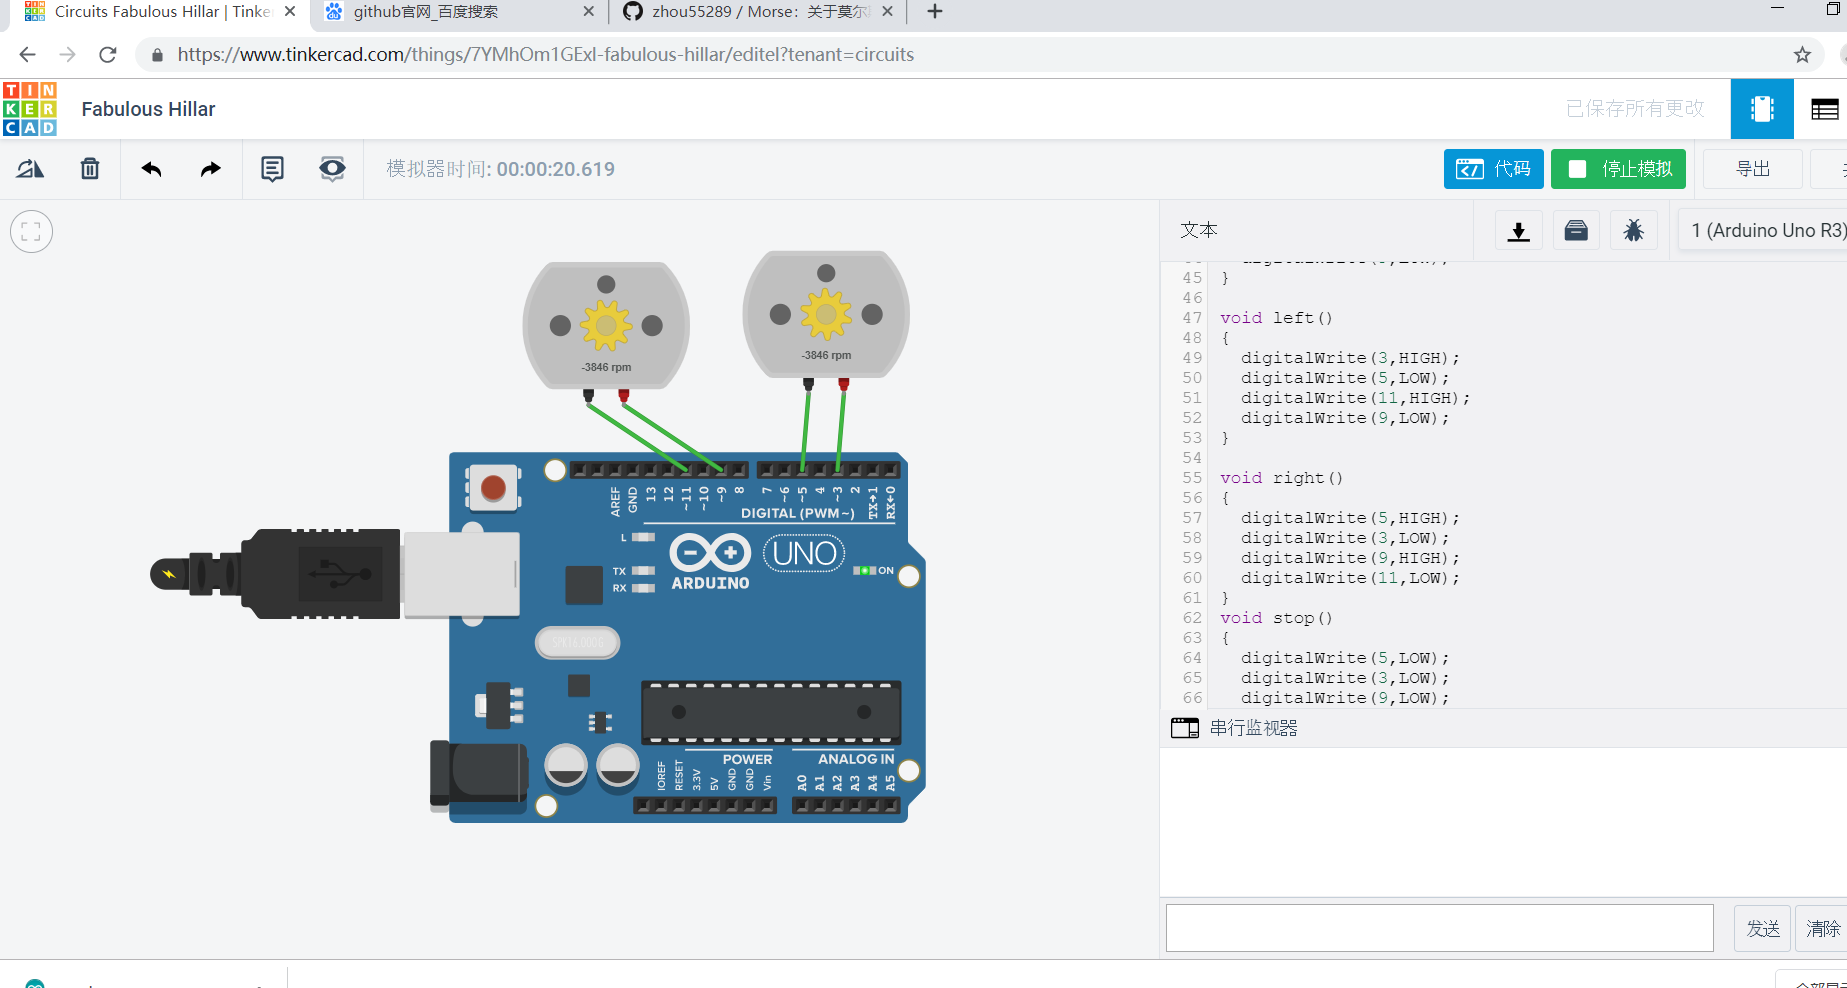 Circuits Fabulous Hillar | Tinke
github官网_百度搜索
zhou55289 / Morse: 关于莫尔
https://www.tinkercad.com/things/7YMhOm1GExl-fabulous-hillar/editel?tenant=circuits
TINKERCAD
Fabulous Hillar
已保存所有更改
模拟器时间: 00:00:20.619
代码
停止模拟
导出
文本
1 (Arduino Uno R3)
45 }
46
47 void left()
48 {
49 digitalWrite(3,HIGH);
50 digitalWrite(5,LOW);
51 digitalWrite(11,HIGH);
52 digitalWrite(9,LOW);
53 }
54
55 void right()
56 {
57 digitalWrite(5,HIGH);
58 digitalWrite(3,LOW);
59 digitalWrite(9,HIGH);
60 digitalWrite(11,LOW);
61 }
62 void stop()
63 {
64 digitalWrite(5,LOW);
65 digitalWrite(3,LOW);
66 digitalWrite(9,LOW);
串行监视器
发送
清除
-3846 rpm
-3846 rpm
AREF GND 13 12 ~11 ~10 ~9 8 7 ~6 ~5 4 ~3 2 TX→1 RX←0
DIGITAL (PWM~)
L
TX
RX
ARDUINO
UNO
ON
POWER
ANALOG IN
IOREF RESET 3.3V 5V GND GND Vin A0 A1 A2 A3 A4 A5